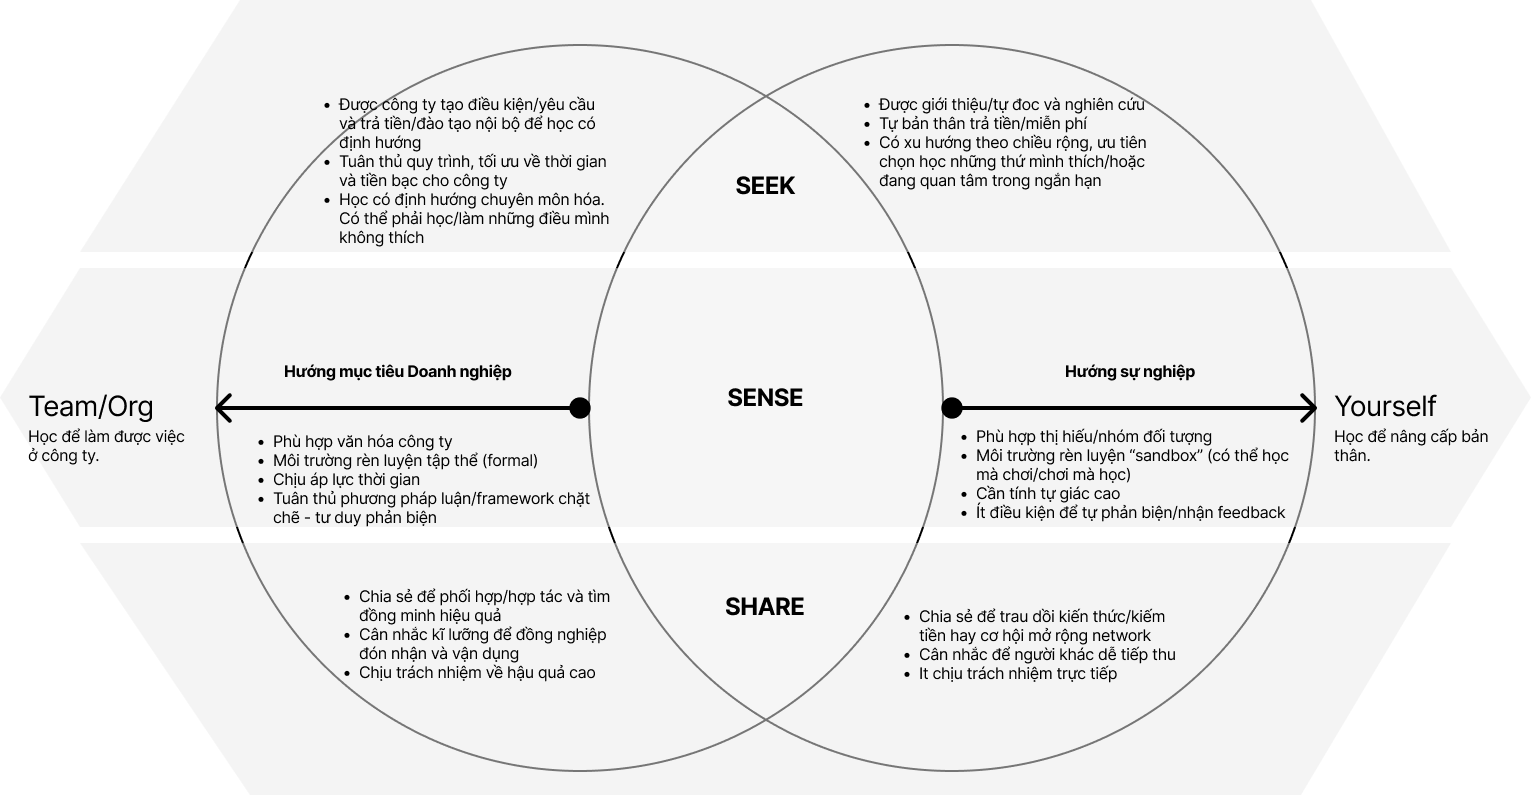 • Được công ty tạo điều kiện/yêu cầu
và trả tiền/đào tạo nội bộ để học có
định hướng
• Tuân thủ quy trình, tối ưu về thời gian
và tiền bạc cho công ty
• Học có định hướng chuyên môn hóa.
Có thể phải học/làm những điều mình
không thích
SEEK
• Được giới thiệu/tự đoc và nghiên cứu
• Tự bản thân trả tiền/miễn phí
• Có xu hướng theo chiều rộng, ưu tiên
chọn học những thứ mình thích/hoặc
đang quan tâm trong ngắn hạn
Team/Org
Học để làm được việc
ở công ty.
Hướng mục tiêu Doanh nghiệp
• Phù hợp văn hóa công ty
• Môi trường rèn luyện tập thể (formal)
• Chịu áp lực thời gian
• Tuân thủ phương pháp luận/framework chặt
chẽ - tư duy phản biện
SENSE
Hướng sự nghiệp
• Phù hợp thị hiếu/nhóm đối tượng
• Môi trường rèn luyện “sandbox” (có thể học
mà chơi/chơi mà học)
• Cần tính tự giác cao
• Ít điều kiện để tự phản biện/nhận feedback
Yourself
Học để nâng cấp bản
thân.
• Chia sẻ để phối hợp/hợp tác và tìm
đồng minh hiệu quả
• Cân nhắc kĩ lưỡng để đồng nghiệp
đón nhận và vận dụng
• Chịu trách nhiệm về hậu quả cao
SHARE
• Chia sẻ để trau dồi kiến thức/kiếm
tiền hay cơ hội mở rộng network
• Cân nhắc để người khác dễ tiếp thu
• It chịu trách nhiệm trực tiếp